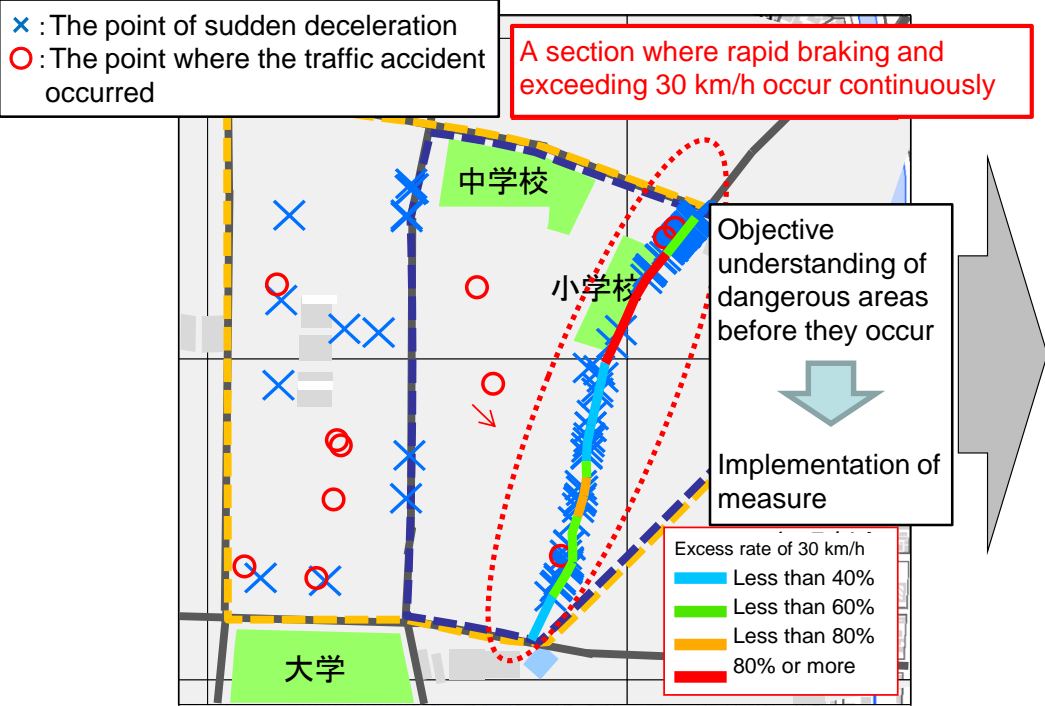 × : The point of sudden deceleration
○ : The point where the traffic accident
occurred
A section where rapid braking and
exceeding 30 km/h occur continuously
中学校
小学校
大学
Objective
understanding of
dangerous areas
before they occur
Implementation of
measure
Excess rate of 30 km/h
Less than 40%
Less than 60%
Less than 80%
80% or more